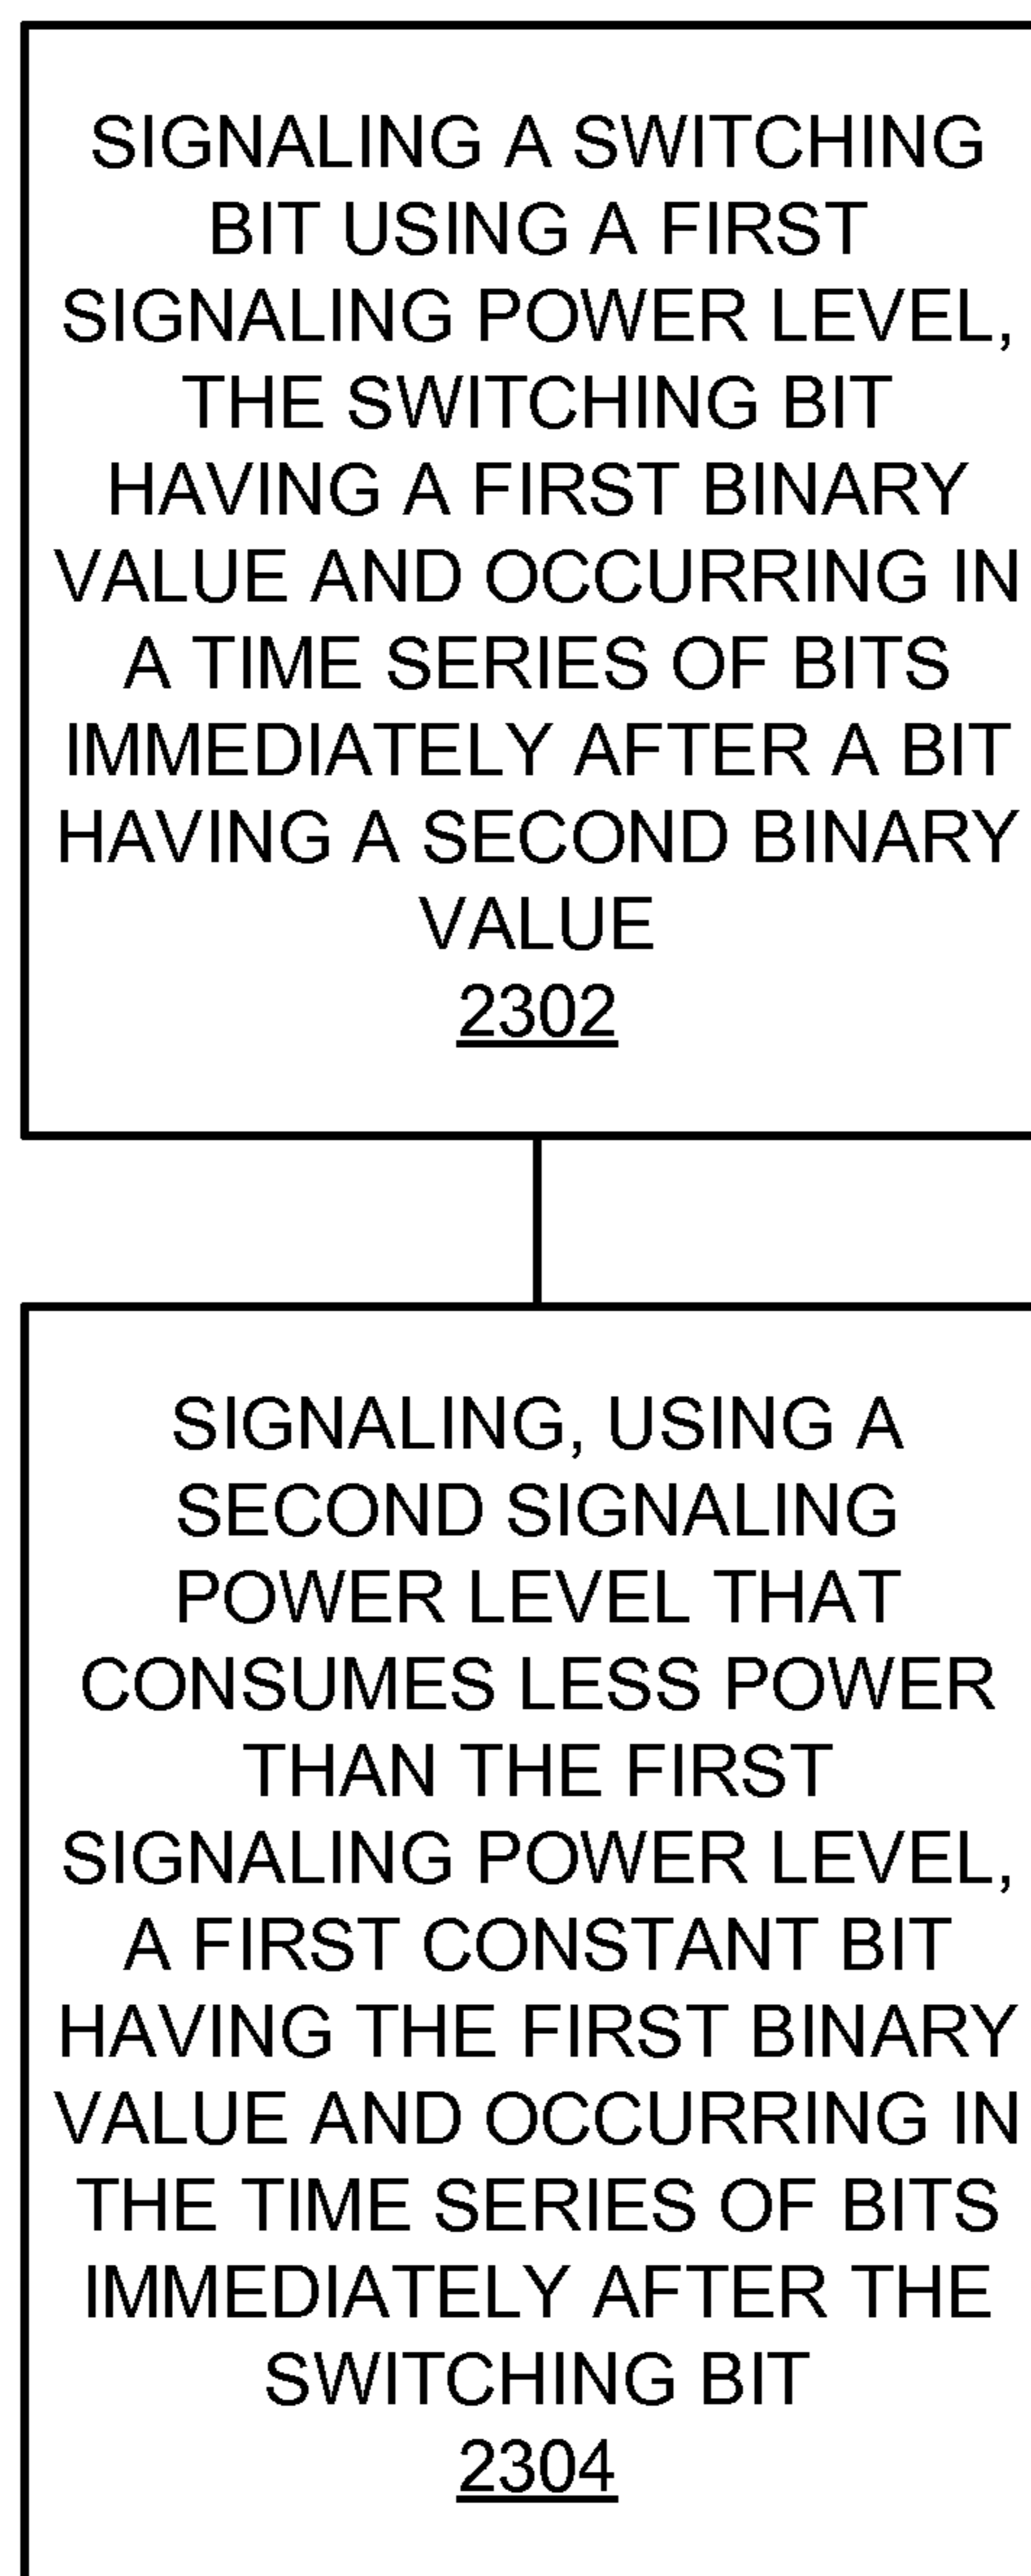 SIGNALING A SWITCHING
BIT USING A FIRST
SIGNALING POWER LEVEL,
THE SWITCHING BIT
HAVING A FIRST BINARY
VALUE AND OCCURRING IN
A TIME SERIES OF BITS
IMMEDIATELY AFTER A BIT
HAVING A SECOND BINARY
VALUE
2302
SIGNALING, USING A
SECOND SIGNALING
POWER LEVEL THAT
CONSUMES LESS POWER
THAN THE FIRST
SIGNALING POWER LEVEL,
A FIRST CONSTANT BIT
HAVING THE FIRST BINARY
VALUE AND OCCURRING IN
THE TIME SERIES OF BITS
IMMEDIATELY AFTER THE
SWITCHING BIT
2304